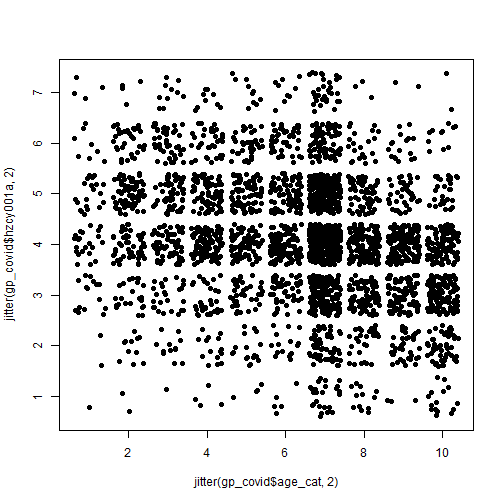 7
6
5
4
3
2
1
jitter(gp_covid$hzcy001a, 2)
2 4 6 8 10
jitter(gp_covid$age_cat, 2)